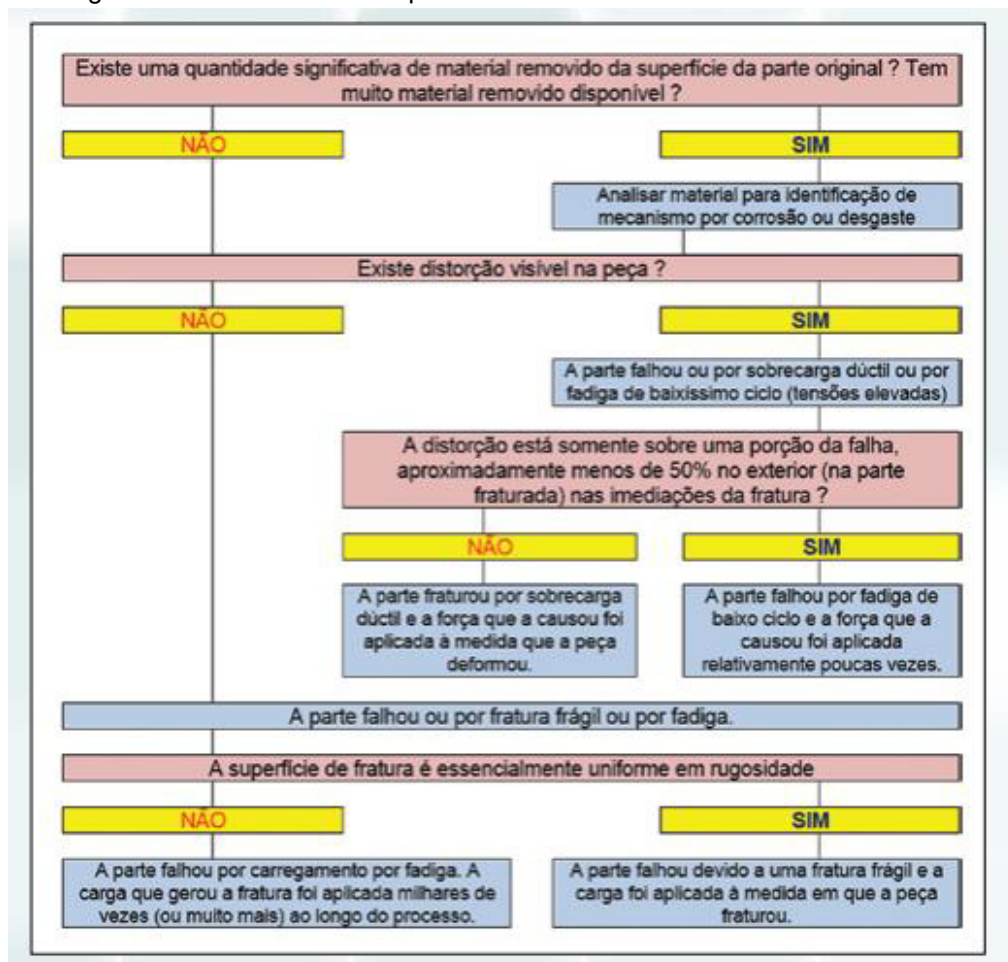 Existe uma quantidade significativa de material removido da superfície da parte original ? Tem
muito material removido disponível ?
NÃO
SIM
Analisar material para identificação de
mecanismo por corrosão ou desgaste
Existe distorção visível na peça ?
NÃO
SIM
A parte falhou ou por sobrecarga dúctil ou por
fadiga de baixíssimo ciclo (tensões elevadas)
A distorção está somente sobre uma porção da falha,
aproximadamente menos de 50% no exterior (na parte
fraturada) nas imediações da fratura ?
NÃO
SIM
A parte fraturou por sobrecarga
dúctil e a força que a causou foi
aplicada à medida que a peça
deformou.
A parte falhou por fadiga de
baixo ciclo e a força que a
causou foi aplicada
relativamente poucas vezes.
A parte falhou ou por fratura frágil ou por fadiga.
A superfície de fratura é essencialmente uniforme em rugosidade
NÃO
SIM
A parte falhou por carregamento por fadiga. A
carga que gerou a fratura foi aplicada milhares de
vezes (ou muito mais) ao longo do processo.
A parte falhou devido a uma fratura frágil e a
carga foi aplicada à medida em que a peça
fraturou.